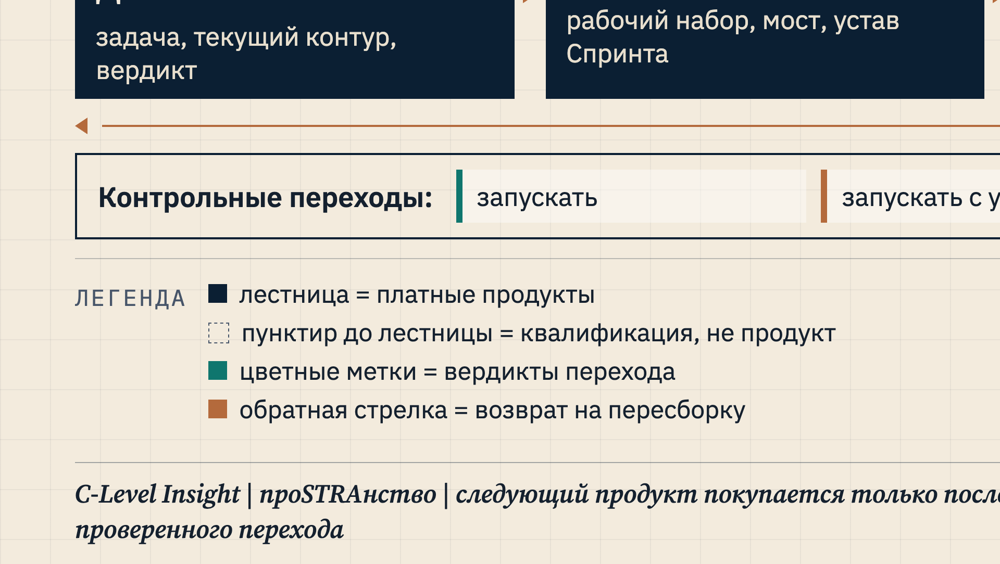 задача, текущий контур,
вердикт
рабочий набор, мост, устав
Спринта
Контрольные переходы:
запускать
запускать с
ЛЕГЕНДА
лестница = платные продукты
пунктир до лестницы = квалификация, не продукт
цветные метки = вердикты перехода
обратная стрелка = возврат на пересборку
C-Level Insight | проSTRAнство | следующий продукт покупается только
проверенного перехода